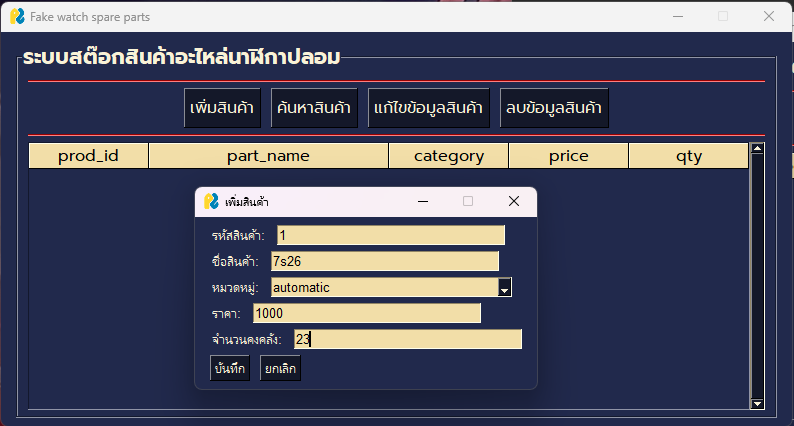 Fake watch spare parts
ระบบสต๊อกสินค้าอะไหล่นาฬิกาปลอม
เพิ่มสินค้า ค้นหาสินค้า แก้ไขข้อมูลสินค้า ลบข้อมูลสินค้า
prod_id part_name category price qty
เพิ่มสินค้า
รหัสสินค้า: 1
ชื่อสินค้า: 7s26
หมวดหมู่: automatic
ราคา: 1000
จำนวนคงคลัง: 23
บันทึก ยกเลิก